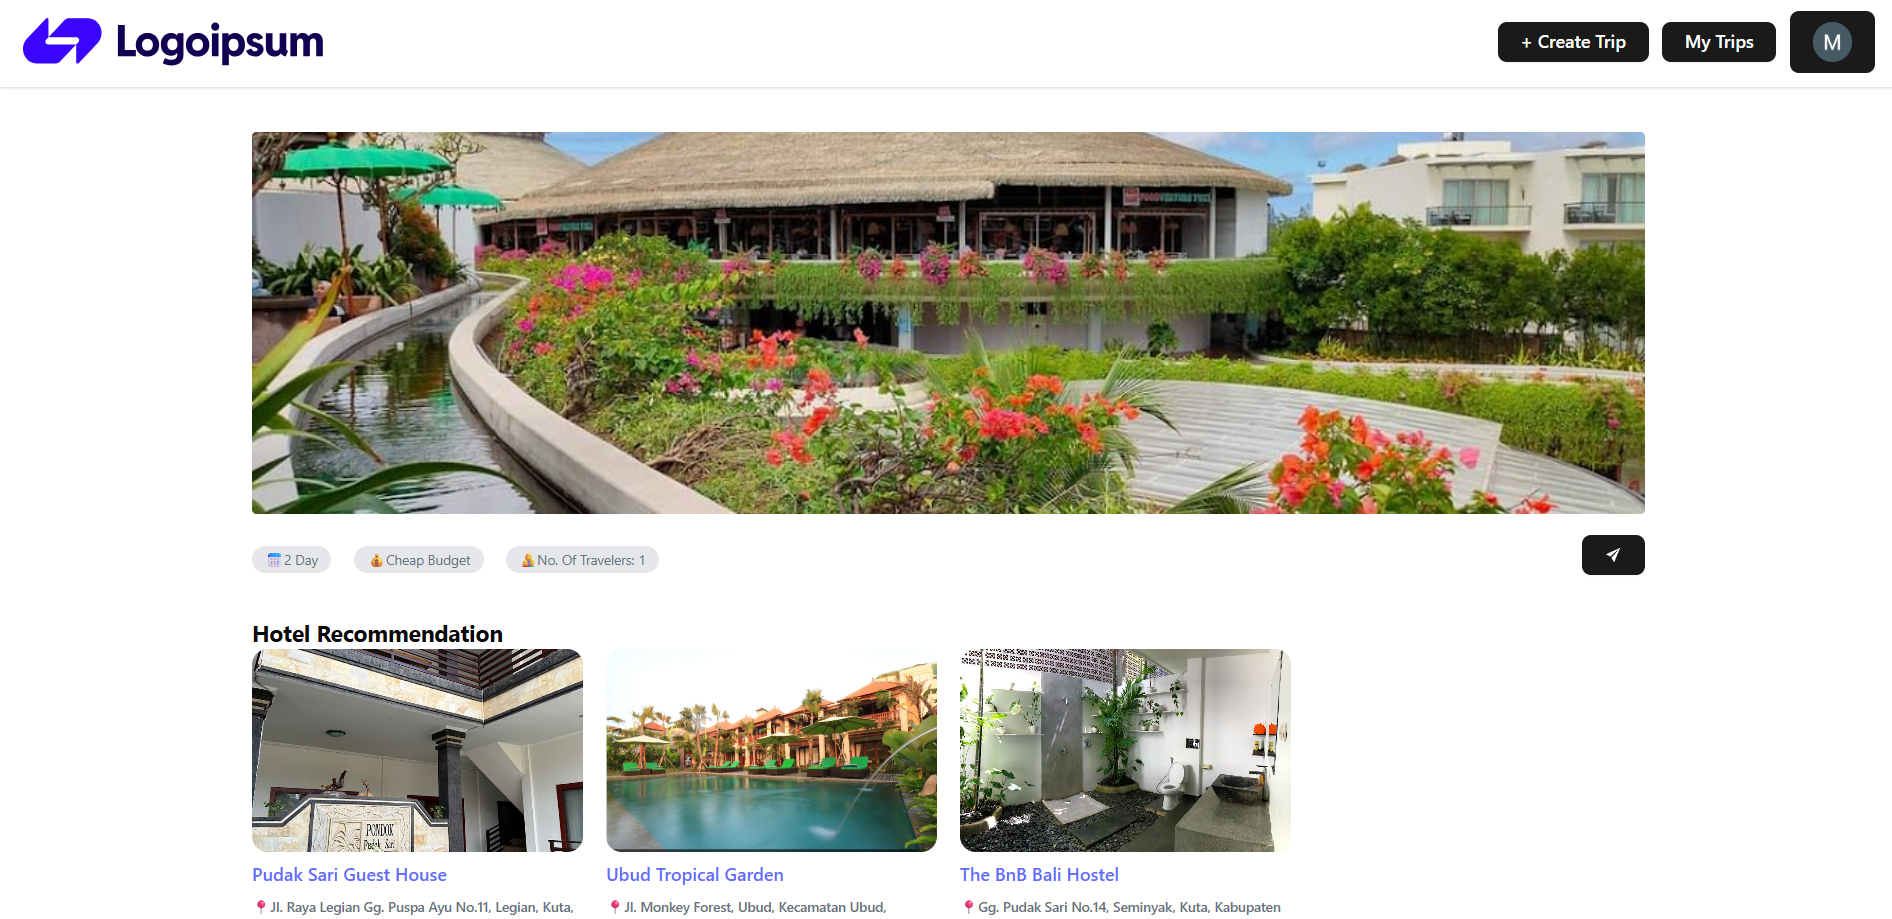 Logoipsum
+ Create Trip
My Trips
M
2 Day
Cheap Budget
No. Of Travelers: 1
Hotel Recommendation
PONDOK
Pudak Sari
Pudak Sari Guest House
Ubud Tropical Garden
The BnB Bali Hostel
Jl. Raya Legian Gg. Puspa Ayu No.11, Legian, Kuta,
Jl. Monkey Forest, Ubud, Kecamatan Ubud,
Gg. Pudak Sari No.14, Seminyak, Kuta, Kabupaten